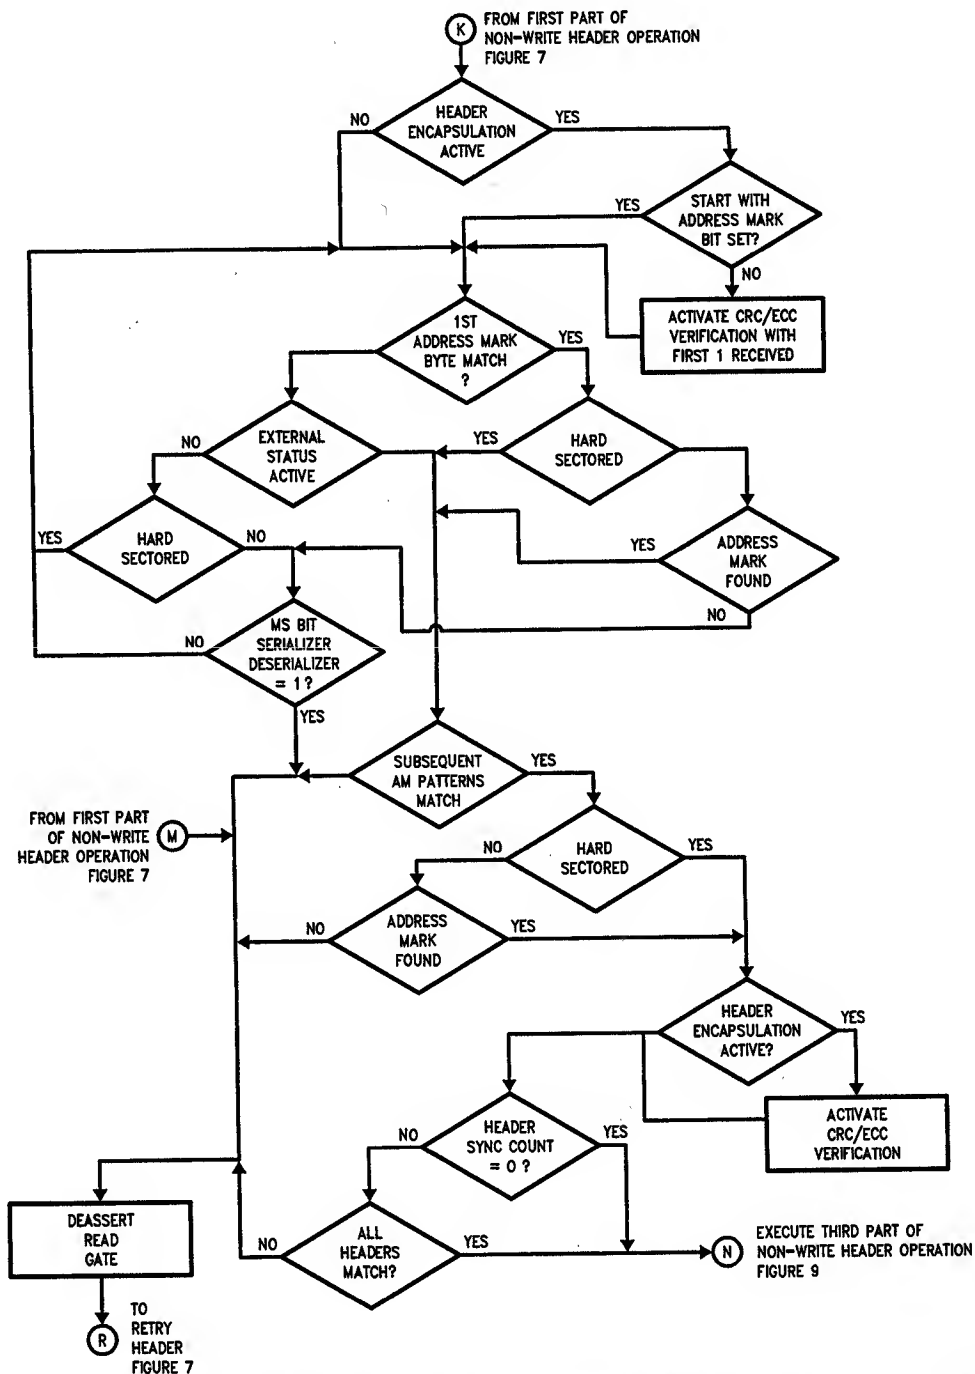 K
FROM FIRST PART OF
NON-WRITE HEADER OPERATION
FIGURE 7
HEADER
ENCAPSULATION
ACTIVE
NO
YES
START WITH
ADDRESS MARK
BIT SET?
YES
NO
ACTIVATE CRC/ECC
VERIFICATION WITH
FIRST 1 RECEIVED
1ST
ADDRESS MARK
BYTE MATCH
?
YES
EXTERNAL
STATUS
ACTIVE
NO
YES
HARD
SECTORED
YES
HARD
SECTORED
NO
YES
ADDRESS
MARK
FOUND
NO
MS BIT
SERIALIZER
DESERIALIZER
= 1?
NO
YES
SUBSEQUENT
AM PATTERNS
MATCH
YES
FROM FIRST PART
OF NON-WRITE
HEADER OPERATION
FIGURE 7
M
HARD
SECTORED
NO
YES
ADDRESS
MARK
FOUND
NO
YES
HEADER
ENCAPSULATION
ACTIVE?
YES
ACTIVATE
CRC/ECC
VERIFICATION
HEADER
SYNC COUNT
= 0?
NO
YES
ALL
HEADERS
MATCH?
NO
YES
N
EXECUTE THIRD PART OF
NON-WRITE HEADER OPERATION
FIGURE 9
DEASSERT
READ
GATE
R
TO
RETRY
HEADER
FIGURE 7